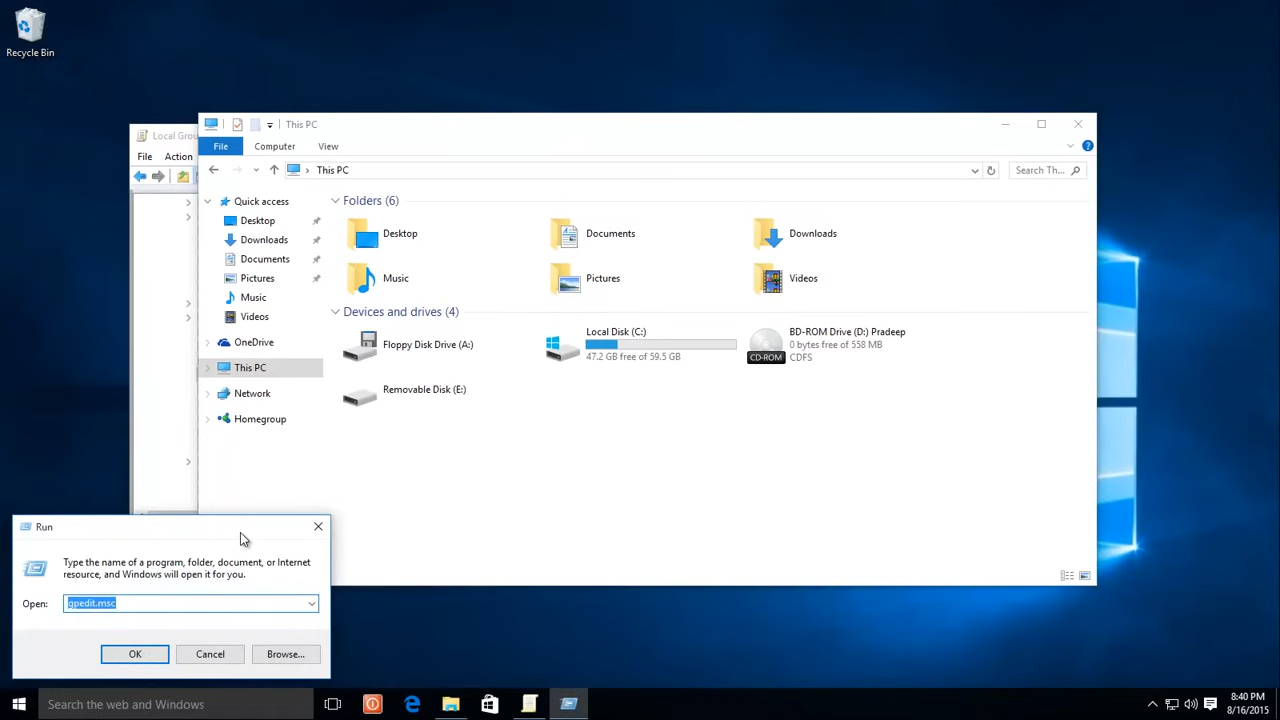 Recycle Bin
Local Grou
File Action
This PC
File Computer View
This PC
Search Th...
Quick access
Desktop
Downloads
Documents
Pictures
Music
Videos
OneDrive
This PC
Network
Homegroup
Folders (6)
Desktop
Documents
Downloads
Music
Pictures
Videos
Devices and drives (4)
Floppy Disk Drive (A:)
Local Disk (C:)
47.2 GB free of 59.5 GB
CD-ROM
BD-ROM Drive (D:) Pradeep
0 bytes free of 558 MB
CDFS
Removable Disk (E:)
Run
Type the name of a program, folder, document, or Internet
resource, and Windows will open it for you.
Open: gpedit.msc
OK Cancel Browse...
Search the web and Windows
8:40 PM
8/16/2015